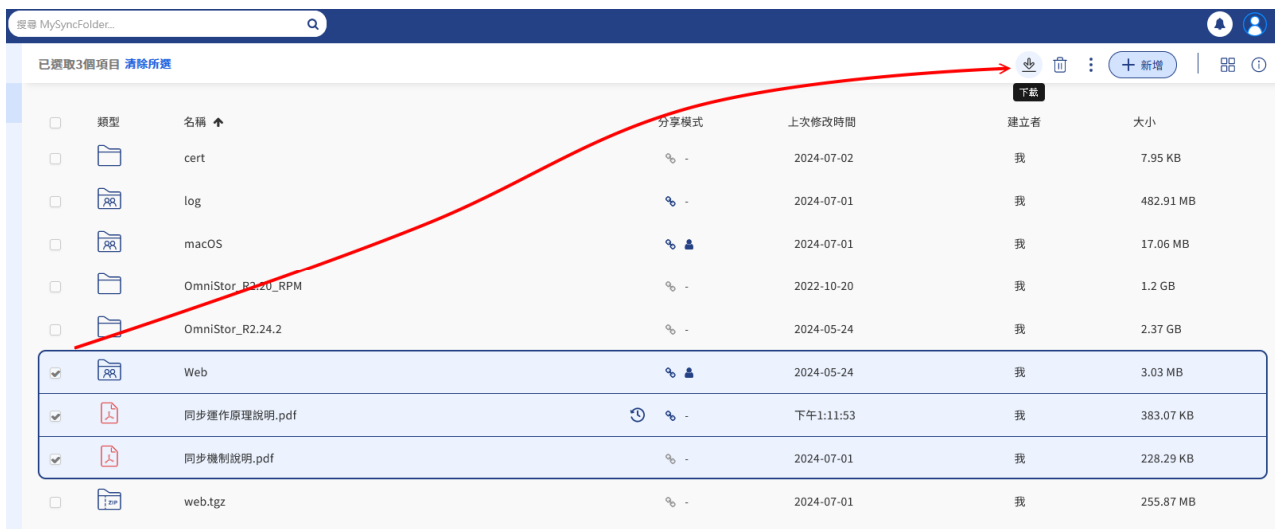 搜尋 MySyncFolder...
已選取3個項目 清除所選 新增
下載
類型 名稱 分享模式 上次修改時間 建立者 大小
cert - 2024-07-02 我 7.95 KB
log - 2024-07-01 我 482.91 MB
macOS 2024-07-01 我 17.06 MB
OmniStor_R2.20_RPM - 2022-10-20 我 1.2 GB
OmniStor_R2.24.2 - 2024-05-24 我 2.37 GB
Web 2024-05-24 我 3.03 MB
同步運作原理說明.pdf - 下午1:11:53 我 383.07 KB
同步機制說明.pdf - 2024-07-01 我 228.29 KB
ZIP web.tgz - 2024-07-01 我 255.87 MB